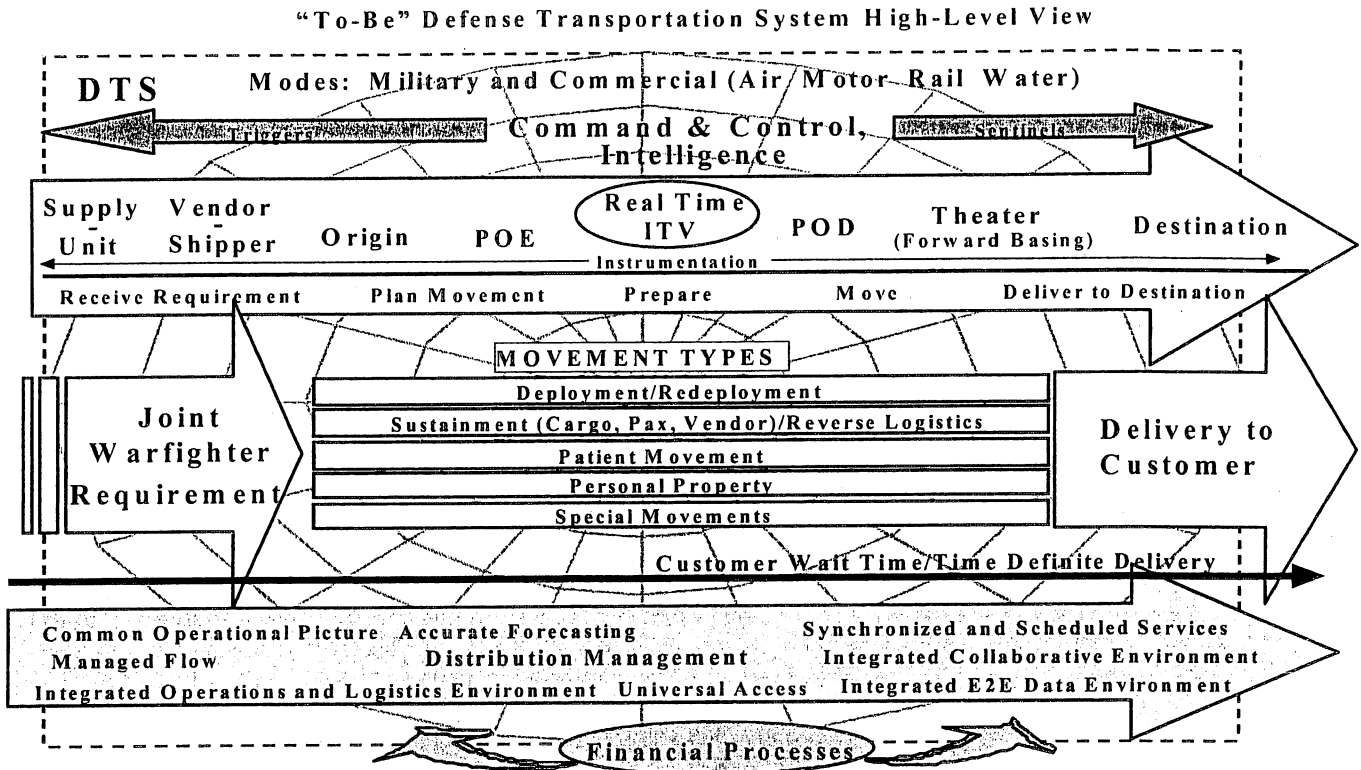 “To-Be” Defense Transportation System High-Level View
DTS
Modes: Military and Commercial (Air Motor Rail Water)
Triggers
Command & Control,
Intelligence
Sentinels
Supply
-
Unit
Vendor
-
Shipper
Origin
POE
Real Time
ITV
POD
Theater
(Forward Basing)
Destination
Instrumentation
Receive Requirement
Plan Movement
Prepare
Move
Deliver to Destination
MOVEMENT TYPES
Joint
Warfighter
Requirement
Deployment/Redeployment
Sustainment (Cargo, Pax, Vendor)/Reverse Logistics
Patient Movement
Personal Property
Special Movements
Delivery to
Customer
Customer Wait Time/Time Definite Delivery
Common Operational Picture Accurate Forecasting Synchronized and Scheduled Services
Managed Flow Distribution Management Integrated Collaborative Environment
Integrated Operations and Logistics Environment Universal Access Integrated E2E Data Environment
Financial Processes